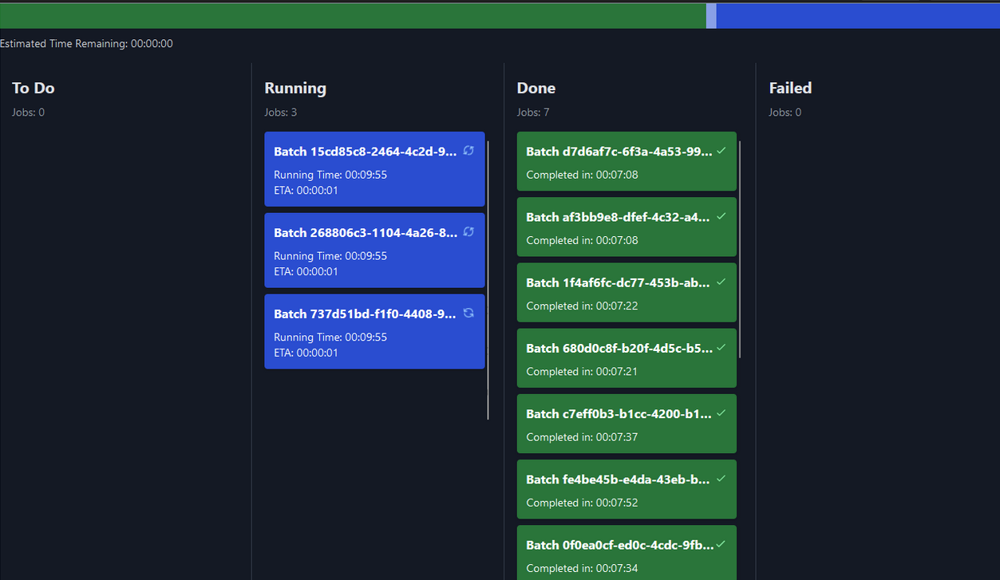 Estimated Time Remaining: 00:00:00
To Do
Jobs: 0
Running
Jobs: 3
Batch 15cd85c8-2464-4c2d-9...
Running Time: 00:09:55
ETA: 00:00:01
Batch 268806c3-1104-4a26-8...
Running Time: 00:09:55
ETA: 00:00:01
Batch 737d51bd-f1f0-4408-9...
Running Time: 00:09:55
ETA: 00:00:01
Done
Jobs: 7
Batch d7d6af7c-6f3a-4a53-99...
Completed in: 00:07:08
Batch af3bb9e8-dfef-4c32-a4...
Completed in: 00:07:08
Batch 1f4af6fc-dc77-453b-ab...
Completed in: 00:07:22
Batch 680d0c8f-b20f-4d5c-b5...
Completed in: 00:07:21
Batch c7eff0b3-b1cc-4200-b1...
Completed in: 00:07:37
Batch fe4be45b-e4da-43eb-b...
Completed in: 00:07:52
Batch 0f0ea0cf-ed0c-4cdc-9fb...
Completed in: 00:07:34
Failed
Jobs: 0